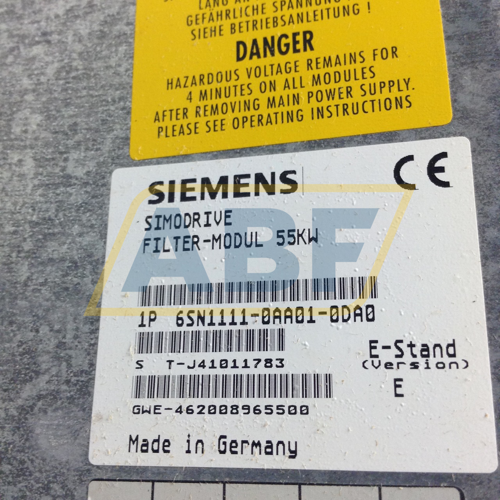 LANG AN
GEFÄHRLICHE SPANNUNG
SIEHE BETRIEBSANLEITUNG !
DANGER
HAZARDOUS VOLTAGE REMAINS FOR
4 MINUTES ON ALL MODULES
AFTER REMOVING MAIN POWER SUPPLY.
PLEASE SEE OPERATING INSTRUCTIONS
SIEMENS
CE
SIMODRIVE
FILTER-MODUL 55KW
ABF
1P 6SN1111-0AA01-0DA0
S T-J41011783
E-Stand
(Version)
E
GWE-462008965500
Made in Germany